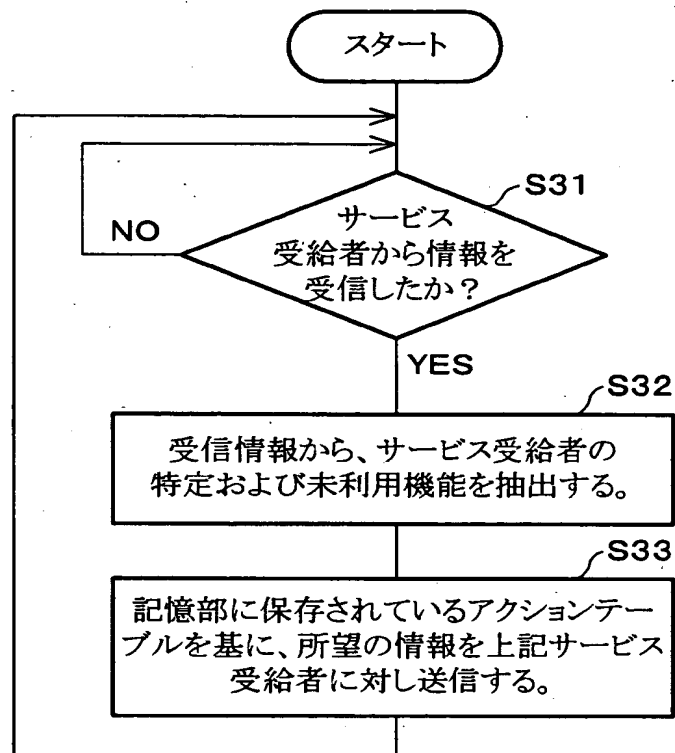 スタート
S31
サービス
受給者から情報を
受信したか？
NO
YES
S32
受信情報から、サービス受給者の
特定および未利用機能を抽出する。
S33
記憶部に保存されているアクションテー
ブルを基に、所望の情報を上記サービス
受給者に対し送信する。